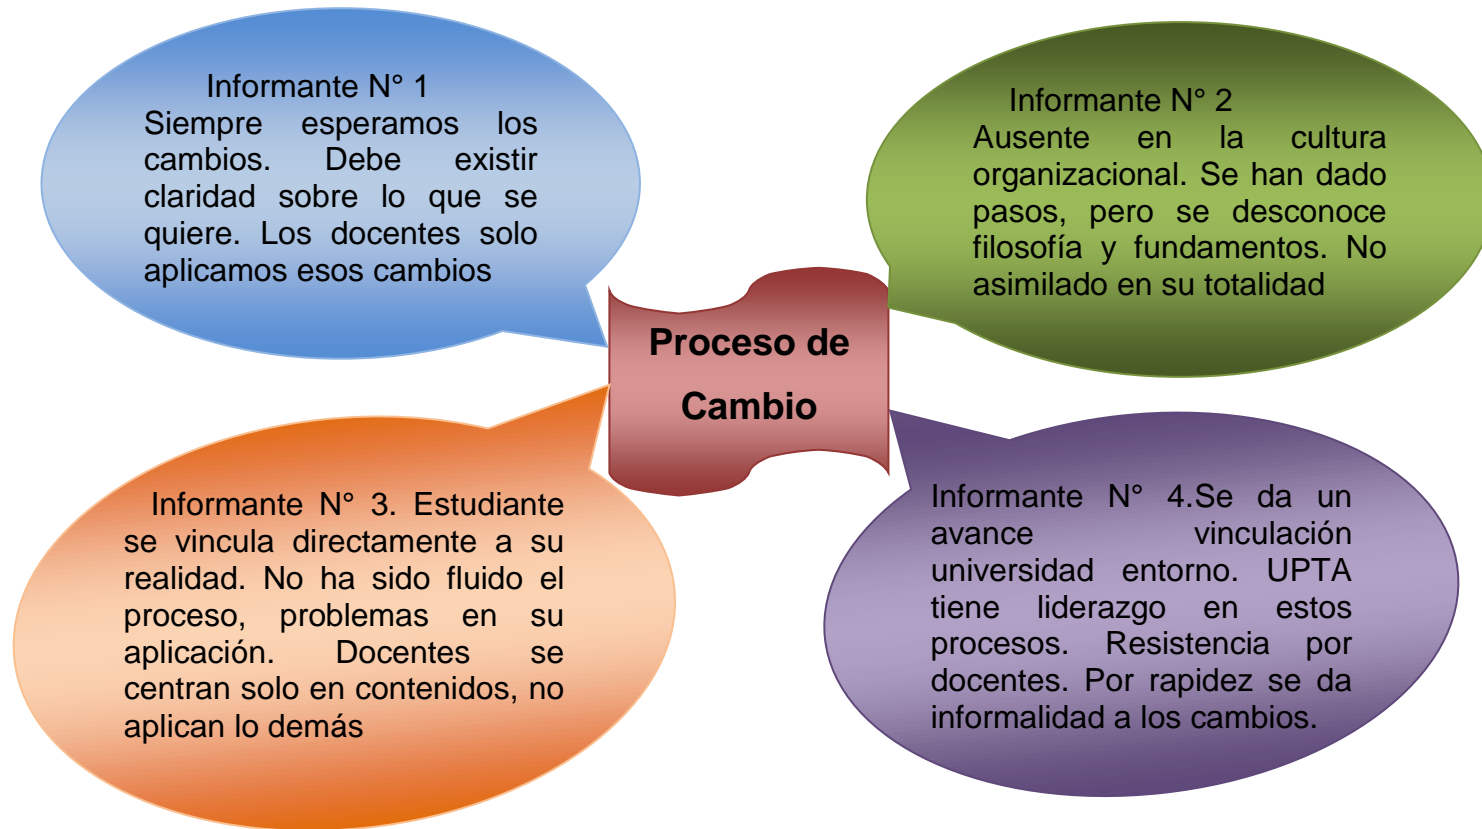 Informante N° 1
Siempre esperamos los
cambios. Debe existir
claridad sobre lo que se
quiere. Los docentes solo
aplicamos esos cambios
Informante N° 2
Ausente en la cultura
organizacional. Se han dado
pasos, pero se desconoce
filosofía y fundamentos. No
asimilado en su totalidad
Proceso de
Cambio
Informante N° 3. Estudiante
se vincula directamente a su
realidad. No ha sido fluido el
proceso, problemas en su
aplicación. Docentes se
centran solo en contenidos, no
aplican lo demás
Informante N° 4.Se da un
avance vinculación
universidad entorno. UPTA
tiene liderazgo en estos
procesos. Resistencia por
docentes. Por rapidez se da
informalidad a los cambios.